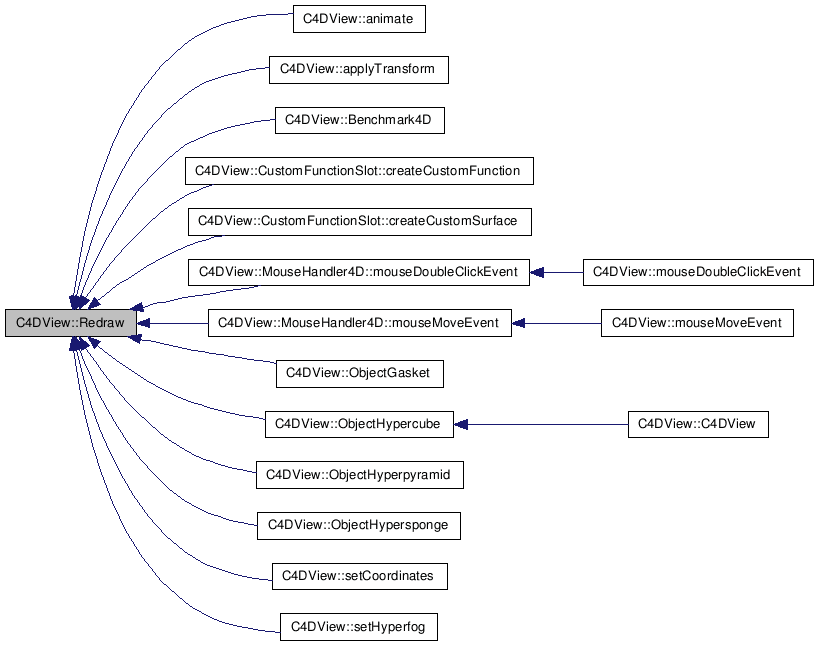 C4DView::animate
C4DView::applyTransform
C4DView::Benchmark4D
C4DView::CustomFunctionSlot::createCustomFunction
C4DView::CustomFunctionSlot::createCustomSurface
C4DView::MouseHandler4D::mouseDoubleClickEvent
C4DView::mouseDoubleClickEvent
C4DView::Redraw
C4DView::MouseHandler4D::mouseMoveEvent
C4DView::mouseMoveEvent
C4DView::ObjectGasket
C4DView::ObjectHypercube
C4DView::C4DView
C4DView::ObjectHyperpyramid
C4DView::ObjectHypersponge
C4DView::setCoordinates
C4DView::setHyperfog